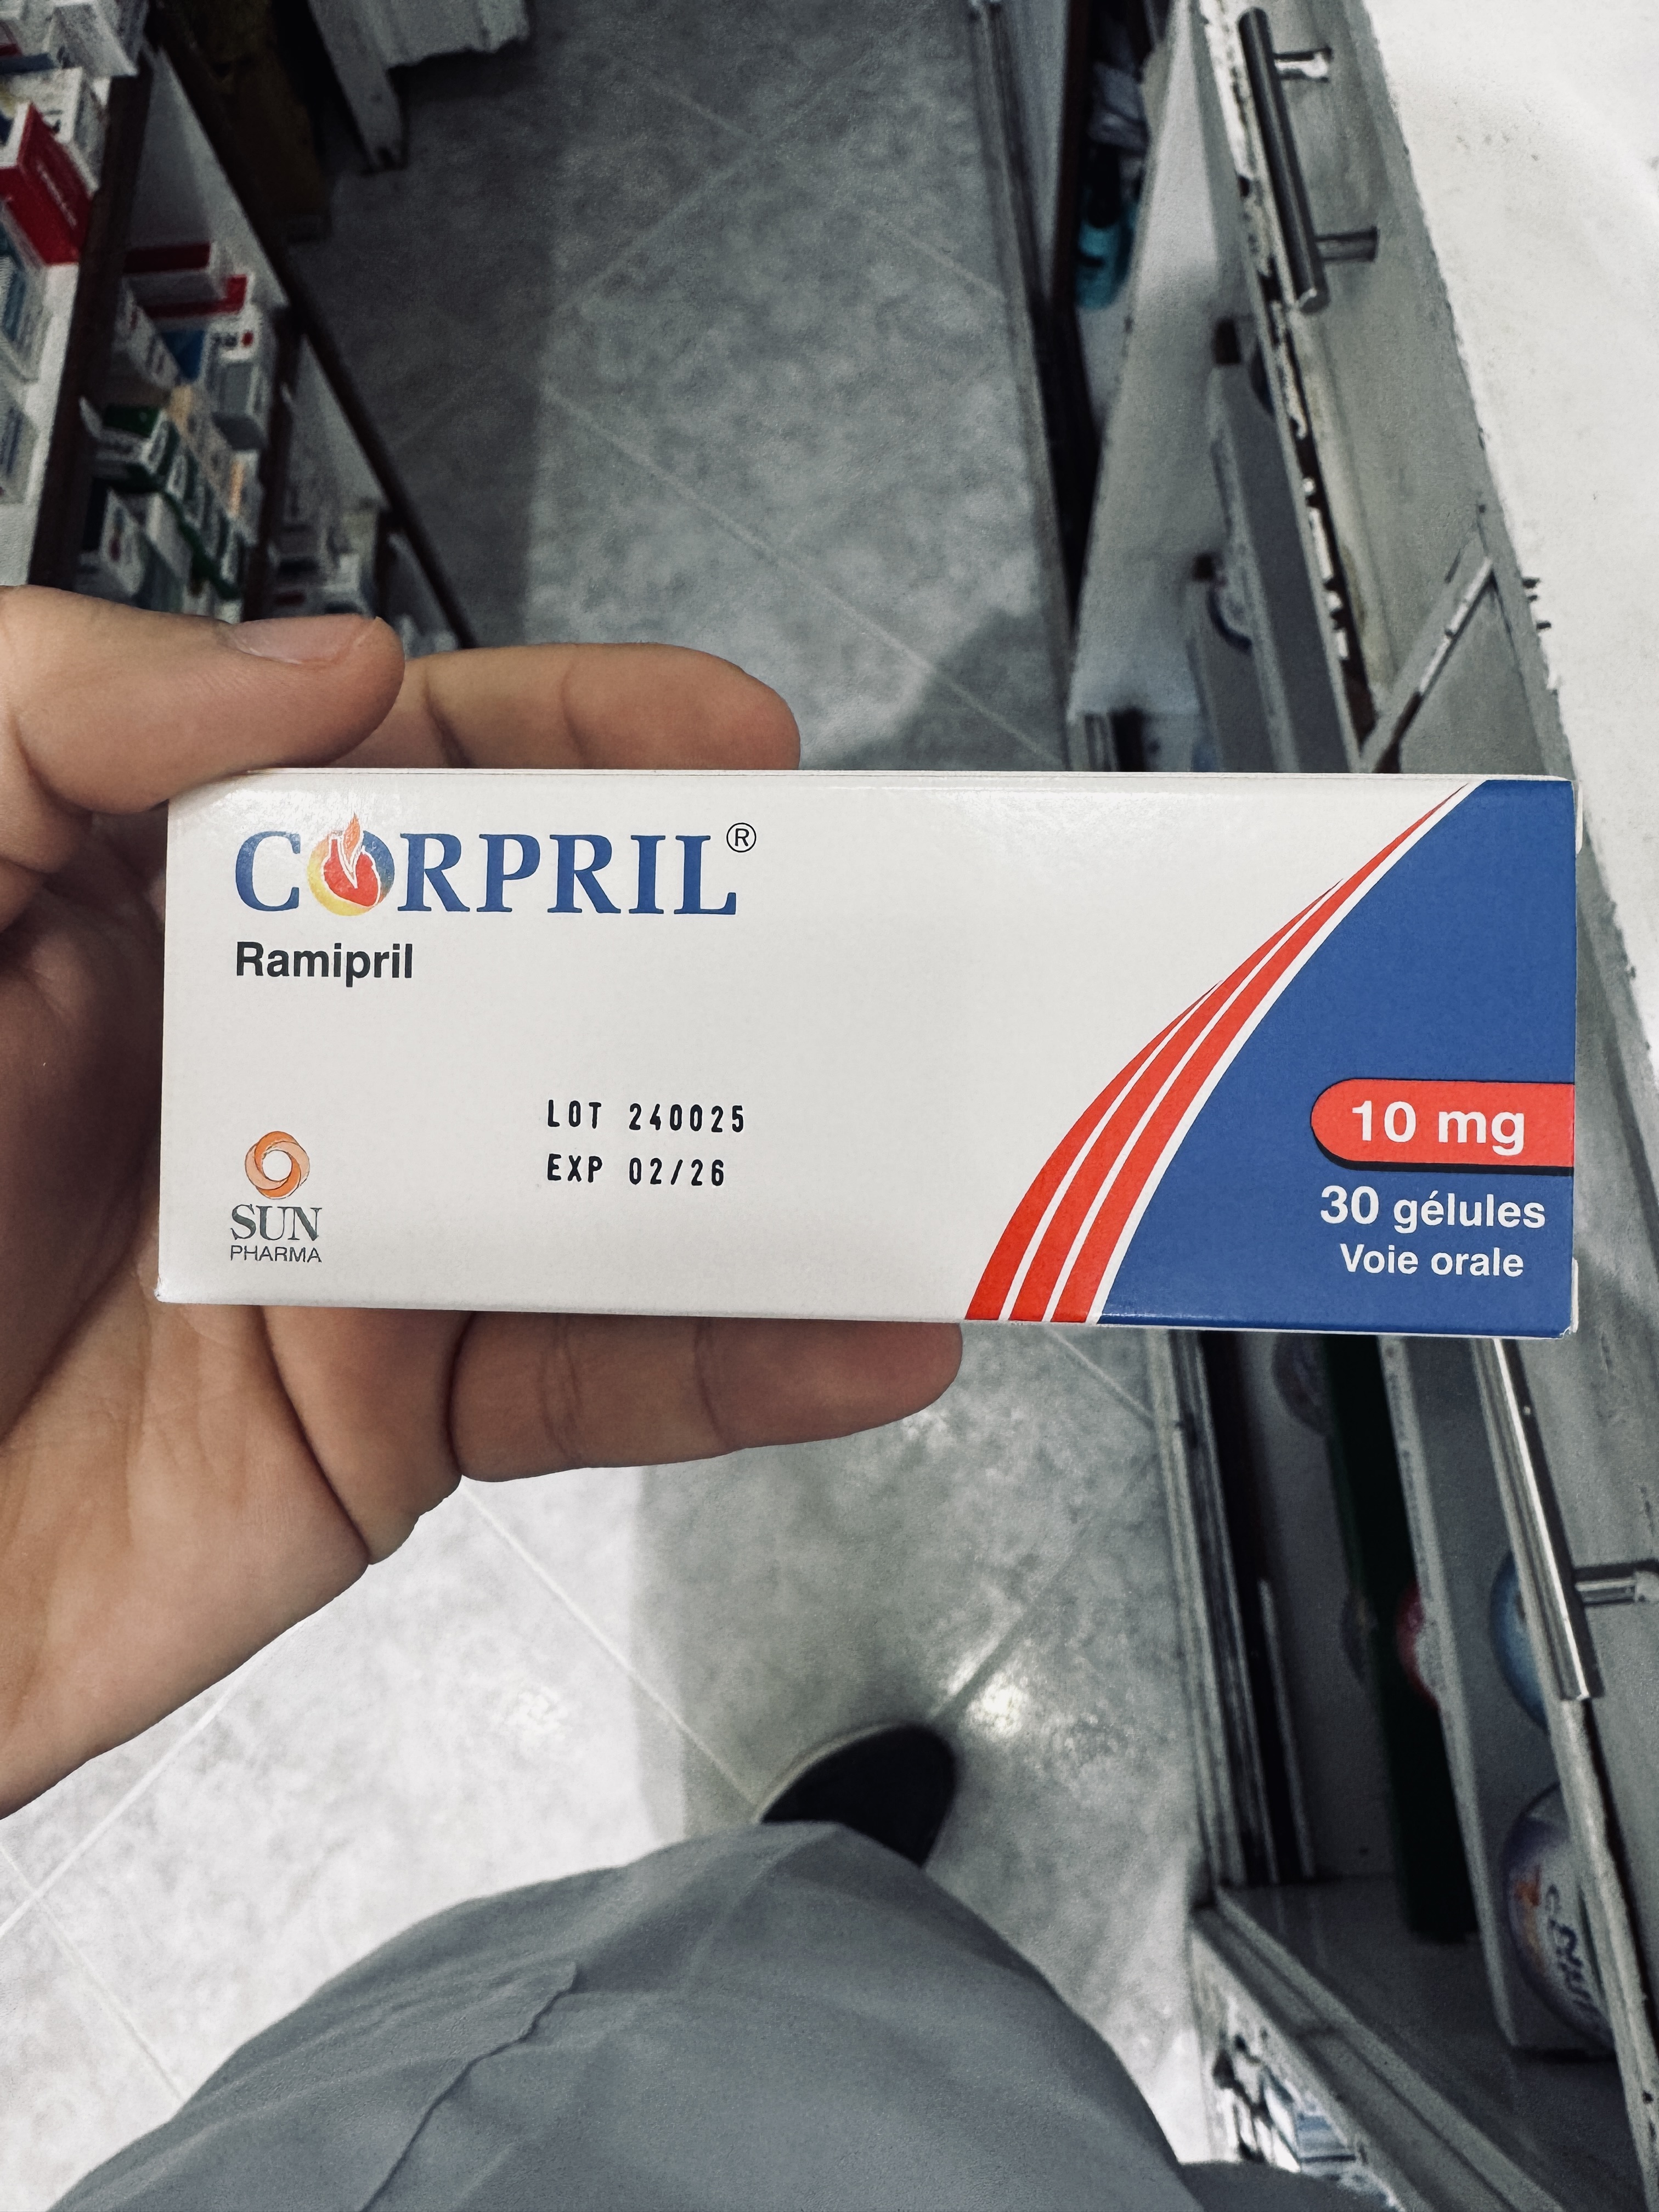 CORPRIL®
Ramipril
LOT 240025
EXP 02/26
SUN
PHARMA
10 mg
30 gélules
Voie orale